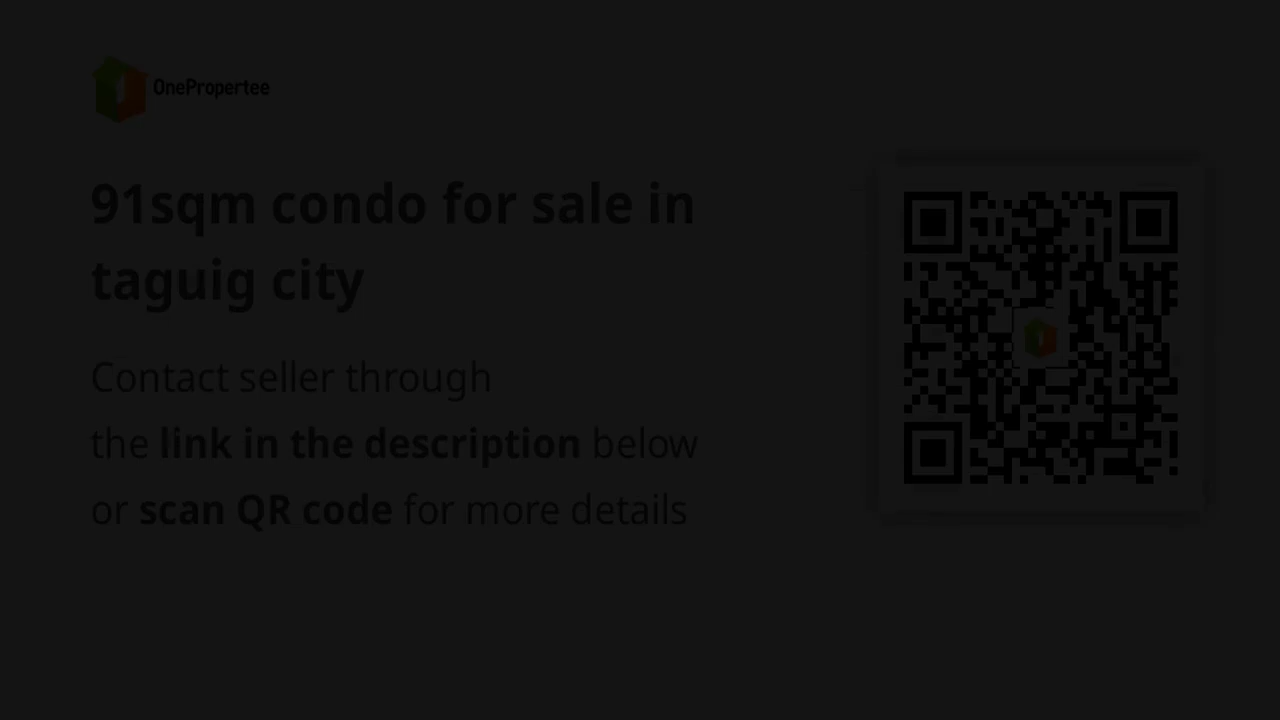 OnePropertee
91sqm condo for sale in
taguig city
Contact seller through
the link in the description below
or scan QR code for more details